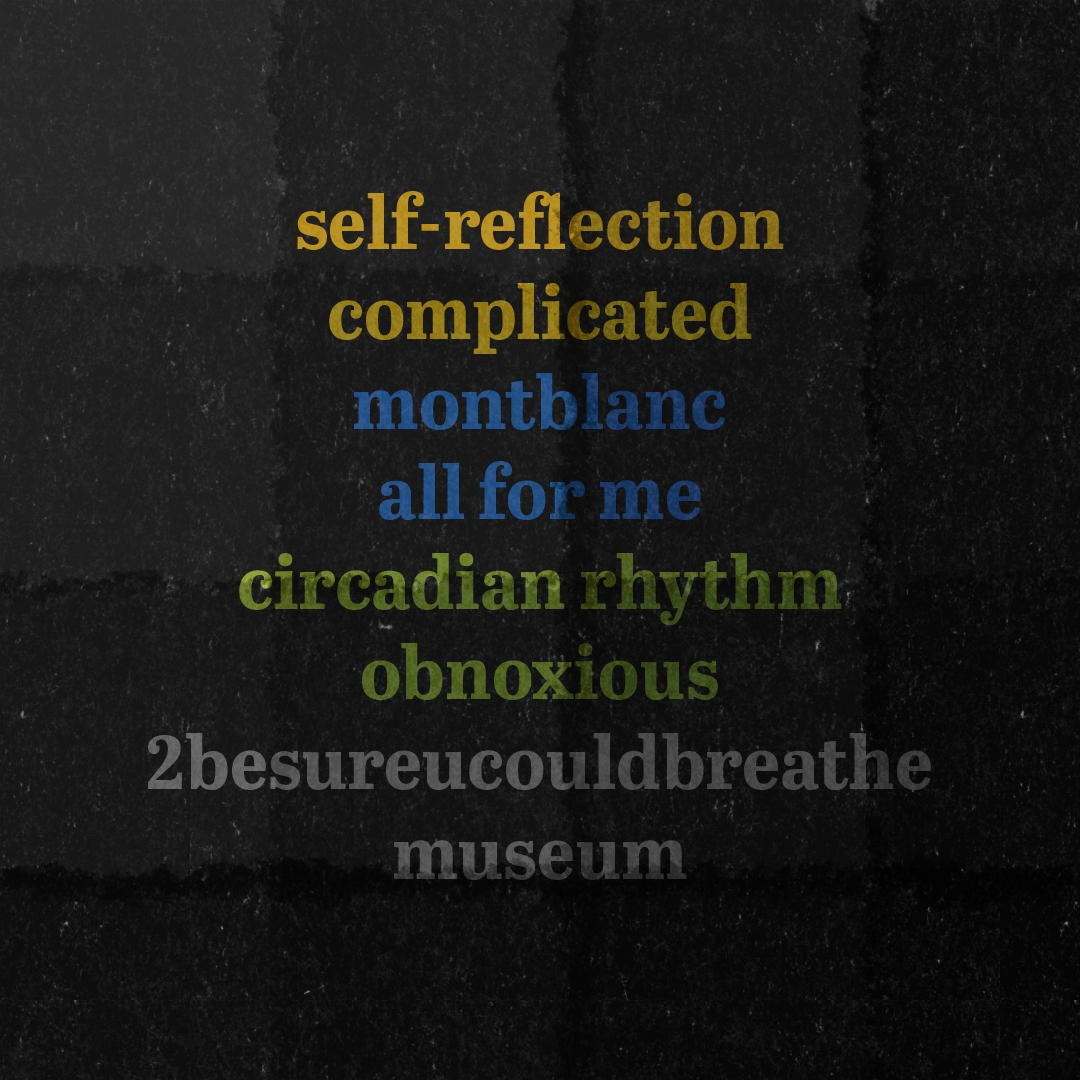 self-reflection
complicated
montblanc
all for me
circadian rhythm
obnoxious
2besureucouldbreathe
museum